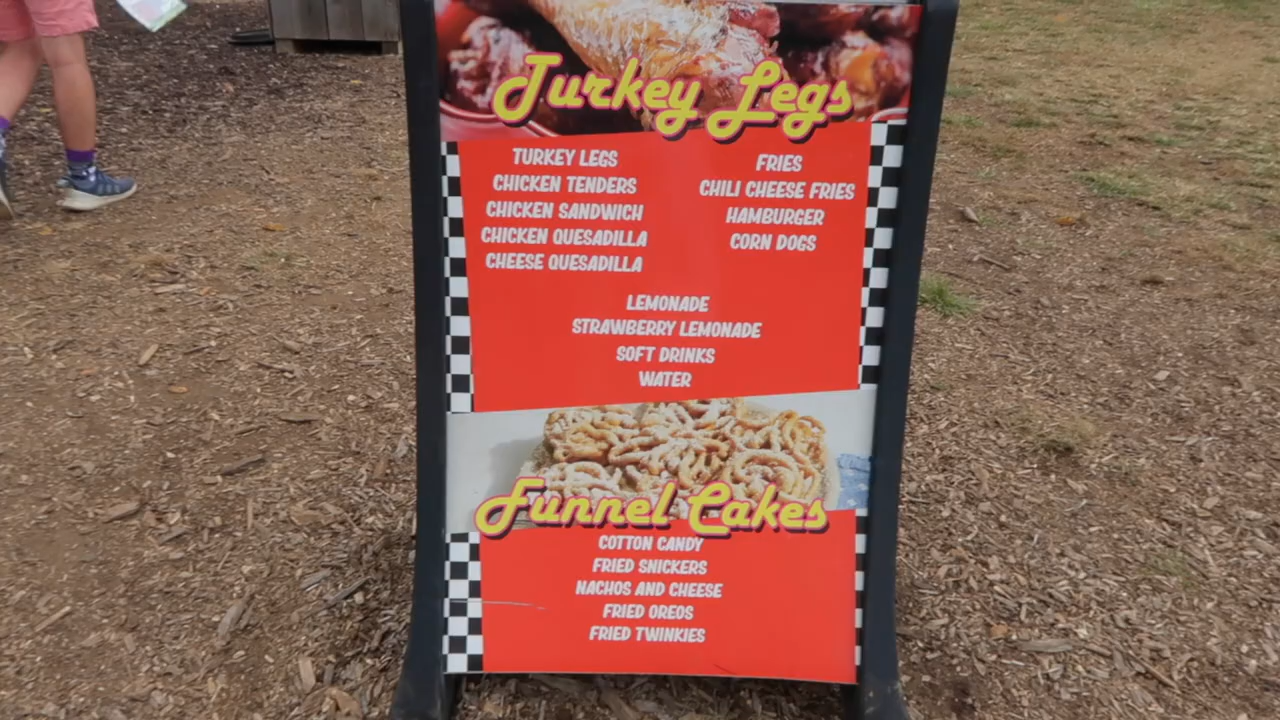 Turkey Legs
TURKEY LEGS
CHICKEN TENDERS
CHICKEN SANDWICH
CHICKEN QUESADILLA
CHEESE QUESADILLA
FRIES
CHILI CHEESE FRIES
HAMBURGER
CORN DOGS
LEMONADE
STRAWBERRY LEMONADE
SOFT DRINKS
WATER
Funnel Cakes
COTTON CANDY
FRIED SNICKERS
NACHOS AND CHEESE
FRIED OREOS
FRIED TWINKIES